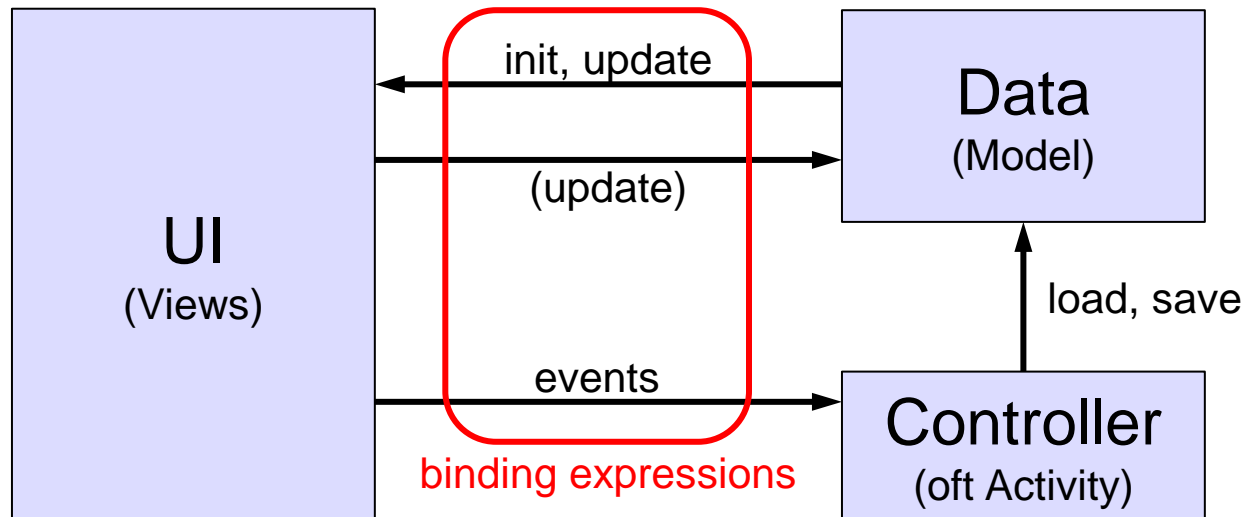 init, update
Data
(Model)
(update)
UI
(Views)
load, save
events
Controller
(oft Activity)
binding expressions